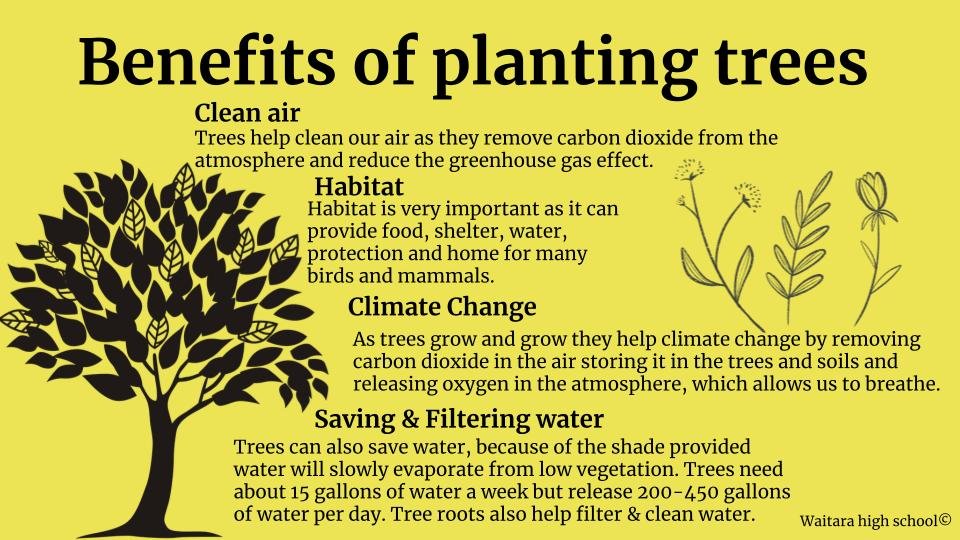 Benefits of planting trees
Clean air
Trees help clean our air as they remove carbon dioxide from the
atmosphere and reduce the greenhouse gas effect.
Habitat
Habitat is very important as it can
provide food, shelter, water,
protection and home for many
birds and mammals.
Climate Change
As trees grow and grow they help climate change by removing
carbon dioxide in the air storing it in the trees and soils and
releasing oxygen in the atmosphere, which allows us to breathe.
Saving & Filtering water
Trees can also save water, because of the shade provided
water will slowly evaporate from low vegetation. Trees need
about 15 gallons of water a week but release 200-450 gallons
of water per day. Tree roots also help filter & clean water.
Waitara high school©